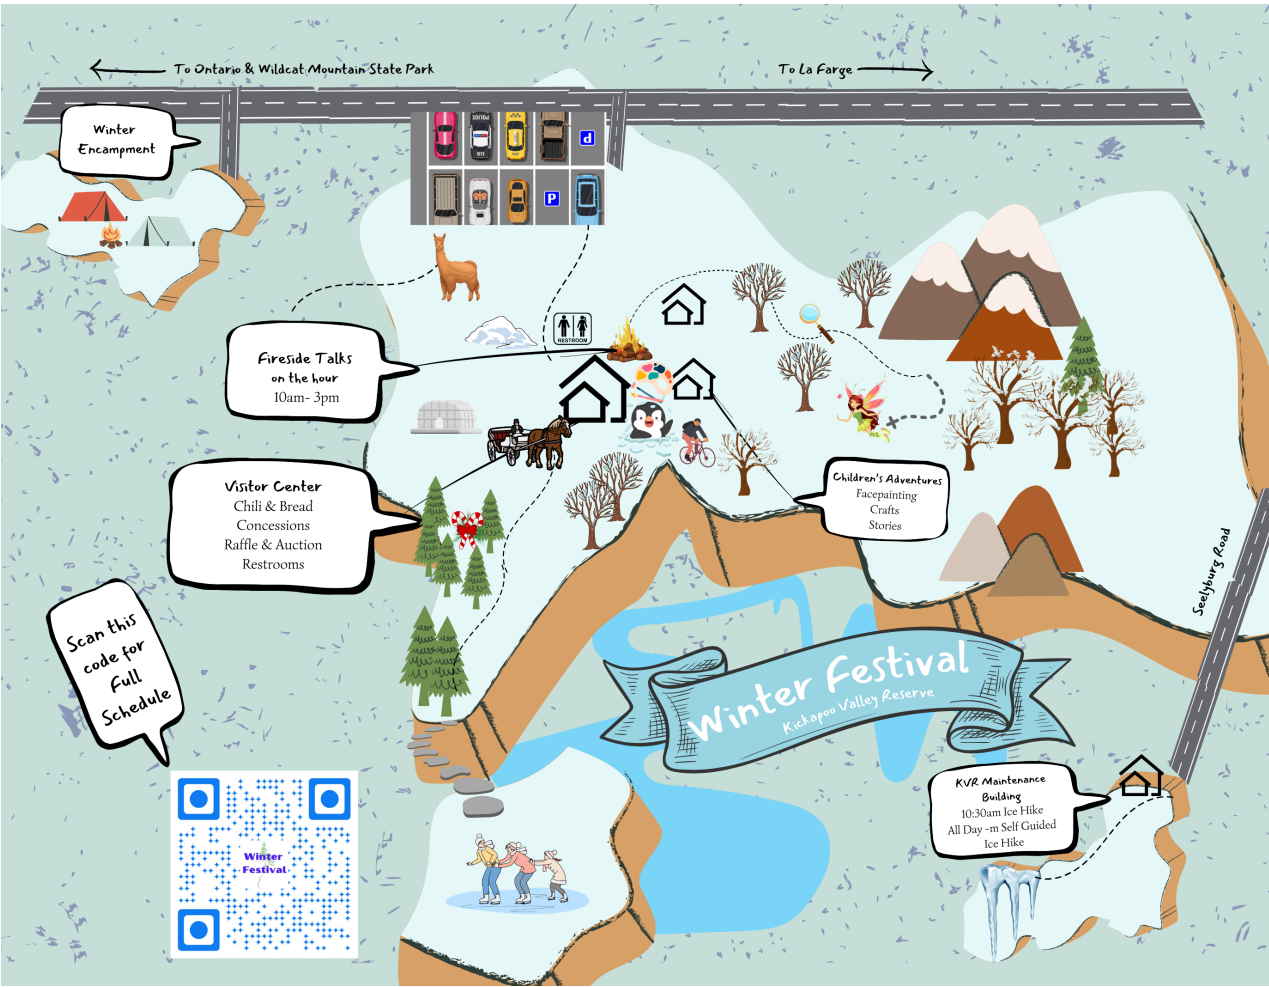 To Ontario & Wildcat Mountain State Park
To La Farge
Winter
Encampment
POLICE
911
P
P
RESTROOM
Fireside Talks
on the hour
10am- 3pm
Visitor Center
Chili & Bread
Concessions
Raffle & Auction
Restrooms
Children's Adventures
Facepainting
Crafts
Stories
Seelyburg Road
Scan this
code for
Full
Schedule
Winter Festival
Kickapoo Valley Reserve
KVR Maintenance
Building
10:30am Ice Hike
All Day -m Self Guided
Ice Hike
Winter
Festival